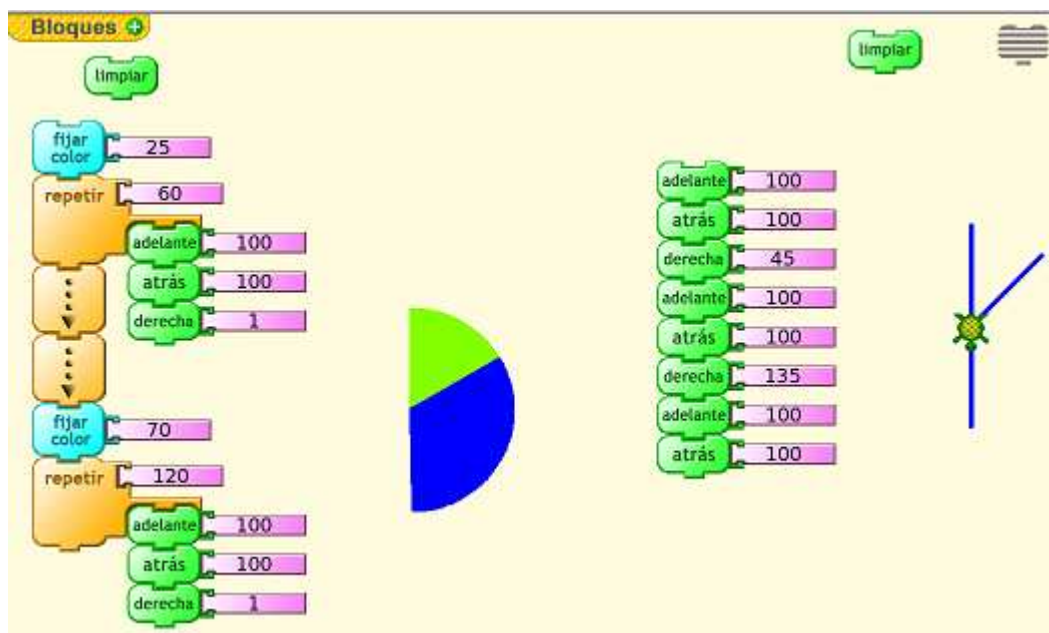 Bloques
limpiar
limpiar
fijar
color
25
repetir
60
adelante 100
atrás 100
derecha 1
fijar
color
70
repetir
120
adelante 100
atrás 100
derecha 1
adelante 100
atrás 100
derecha 45
adelante 100
atrás 100
derecha 135
adelante 100
atrás 100